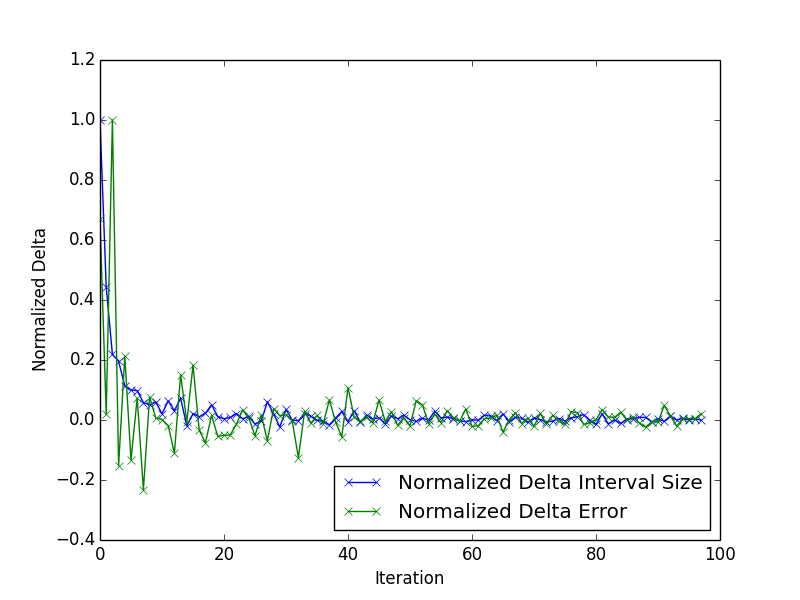 1.2
1.0
0.8
0.6
0.4
0.2
0.0
−0.2
−0.4
Normalized Delta
Normalized Delta Interval Size
Normalized Delta Error
0 20 40 60 80 100
Iteration